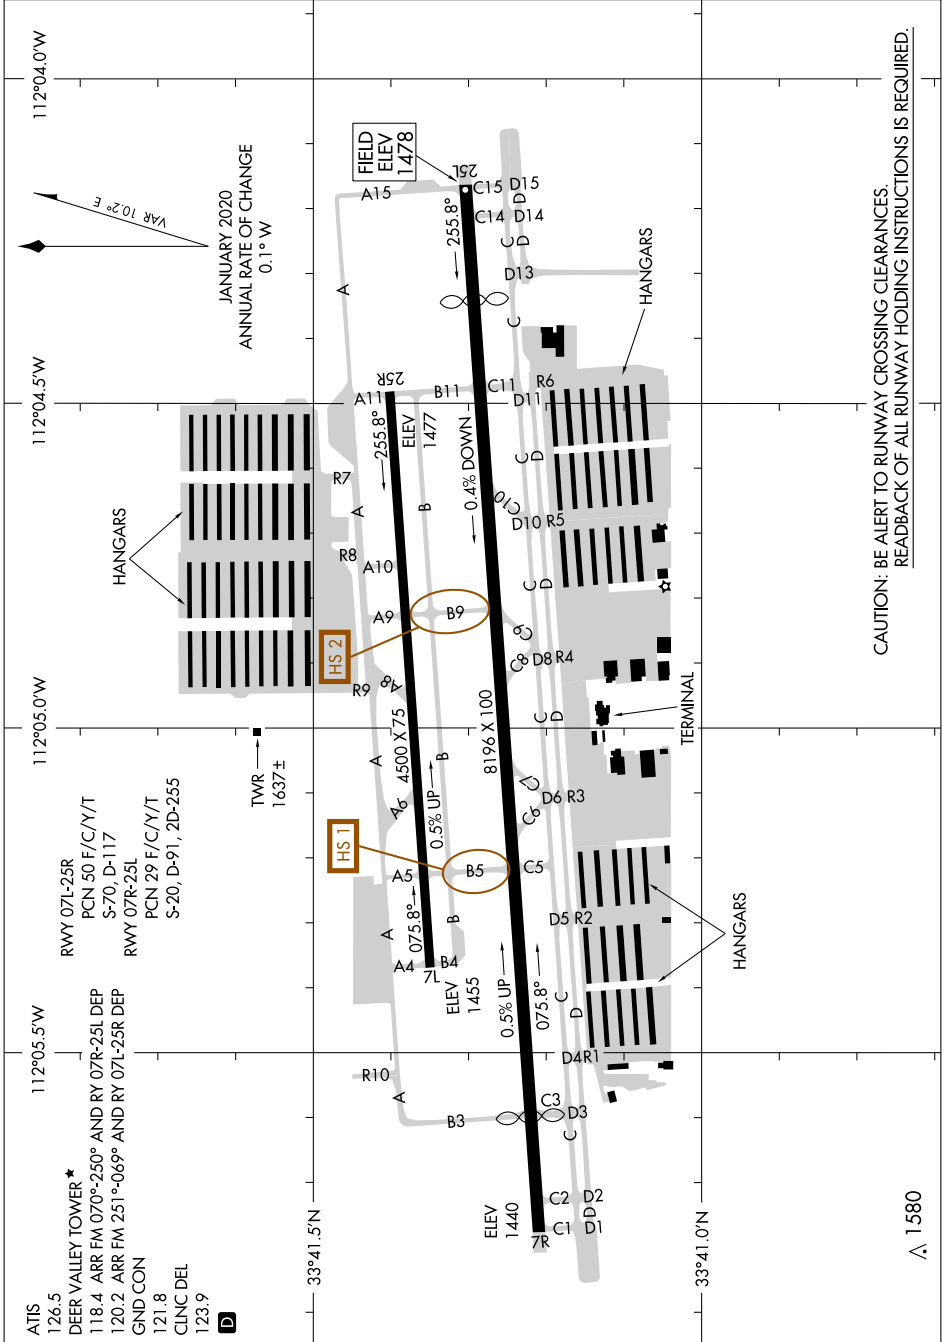 ATIS
126.5
DEER VALLEY TOWER ★
118.4 ARR FM 070°-250° AND RY 07R-25L DEP
120.2 ARR FM 251°-069° AND RY 07L-25R DEP
GND CON
121.8
CLNC DEL
123.9
D
RWY 07L-25R
PCN 50 F/C/Y/T
S-70, D-117
RWY 07R-25L
PCN 29 F/C/Y/T
S-20, D-91, 2D-255
112°05.5'W
112°05.0'W
112°04.5'W
112°04.0'W
VAR 10.2° E
JANUARY 2020
ANNUAL RATE OF CHANGE
0.1° W
TWR
1637±
HANGARS
33°41.5'N
FIELD
ELEV
1478
R10
R9
R8
R7
HS 1
HS 2
A
A
A
A
A
A
A4
A5
A6
A8
A9
A10
A11
A15
7L
075.8°
4500 X 75
0.5% UP
255.8°
25R
ELEV
1455
ELEV
1477
B3
B4
B
B5
B
B9
B
B11
ELEV
1440
7R
0.5% UP
075.8°
8196 X 100
0.4% DOWN
255.8°
25L
C1
C2
C3
C
C
C5
C6
C7
C
C8
C9
C
C10
C
C11
C
C
C14
C15
D1
D
D2
D3
D4
R1
D
D5 R2
D6 R3
D
D8 R4
D
D10 R5
D
D11
R6
D13
D
D14
D
D15
HANGARS
TERMINAL
HANGARS
33°41.0'N
1580
CAUTION: BE ALERT TO RUNWAY CROSSING CLEARANCES.
READBACK OF ALL RUNWAY HOLDING INSTRUCTIONS IS REQUIRED.